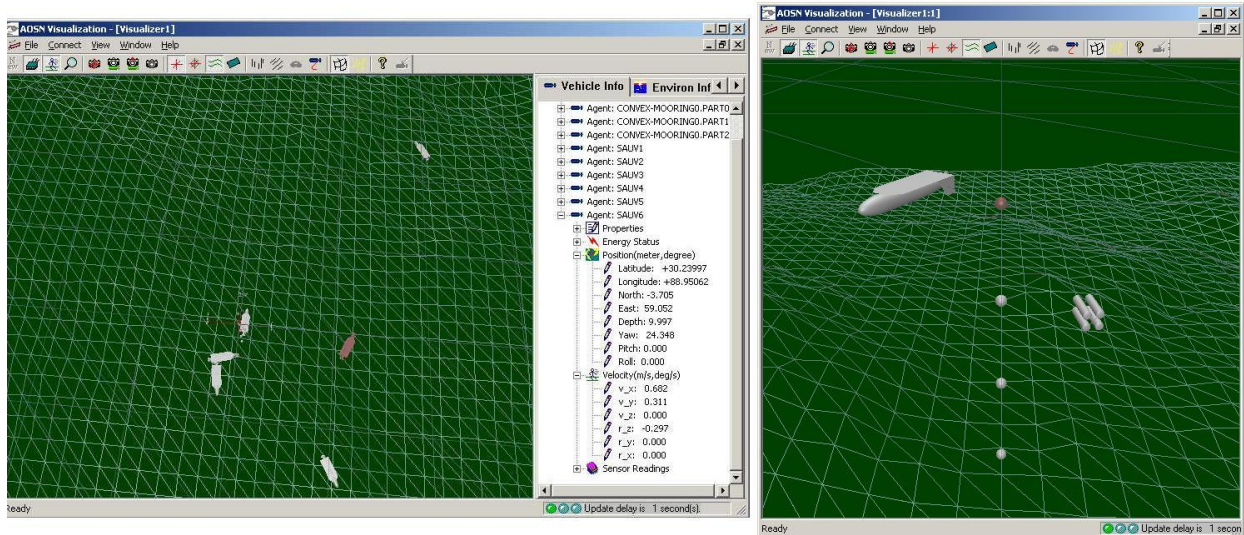 AOSN Visualization - [Visualizer1]
File Connect View Window Help
Vehicle Info
Environ Inf
Agent: CONVEX-MOORING0.PART0
Agent: CONVEX-MOORING0.PART1
Agent: CONVEX-MOORING0.PART2
Agent: SAUV1
Agent: SAUV2
Agent: SAUV3
Agent: SAUV4
Agent: SAUV5
Agent: SAUV6
Properties
Energy Status
Position(meter,degree)
Latitude: +30.23997
Longitude: +88.95062
North: -3.705
East: 59.052
Depth: 9.997
Yaw: 24.348
Pitch: 0.000
Roll: 0.000
Velocity(m/s,deg/s)
v_x: 0.682
v_y: 0.311
v_z: 0.000
r_z: -0.297
r_y: 0.000
r_x: 0.000
Sensor Readings
Ready
Update delay is 1 second(s).
AOSN Visualization - [Visualizer1:1]
File Connect View Window Help
Ready
Update delay is 1 secon